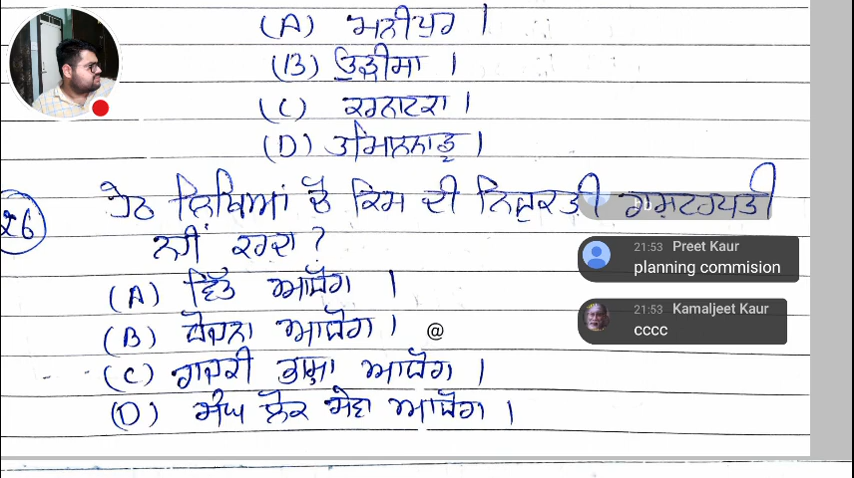 (A) ਮਨੀਪੁਰ ।
(B) ਉੜੀਸਾ ।
(C) ਕਰਨਾਟਕਾ ।
(D) ਤਾਮਿਲਨਾਡੂ ।
26 ਹੇਠ ਲਿਖਿਆਂ ਚੋਂ ਕਿਸ ਦੀ ਨਿਯੁਕਤੀ ਰਾਸ਼ਟਰਪਤੀ
ਨਹੀਂ ਕਰਦਾ ?
(A) ਵਿੱਤ ਆਯੋਗ ।
(B) ਯੋਜਨਾ ਆਯੋਗ । @
(C) ਰਾਜਕੀ ਭਾਸ਼ਾ ਆਯੋਗ ।
(D) ਸੰਘ ਲੋਕ ਸੇਵਾ ਆਯੋਗ ।
21:53 Preet Kaur
planning commision
21:53 Kamaljeet Kaur
cccc